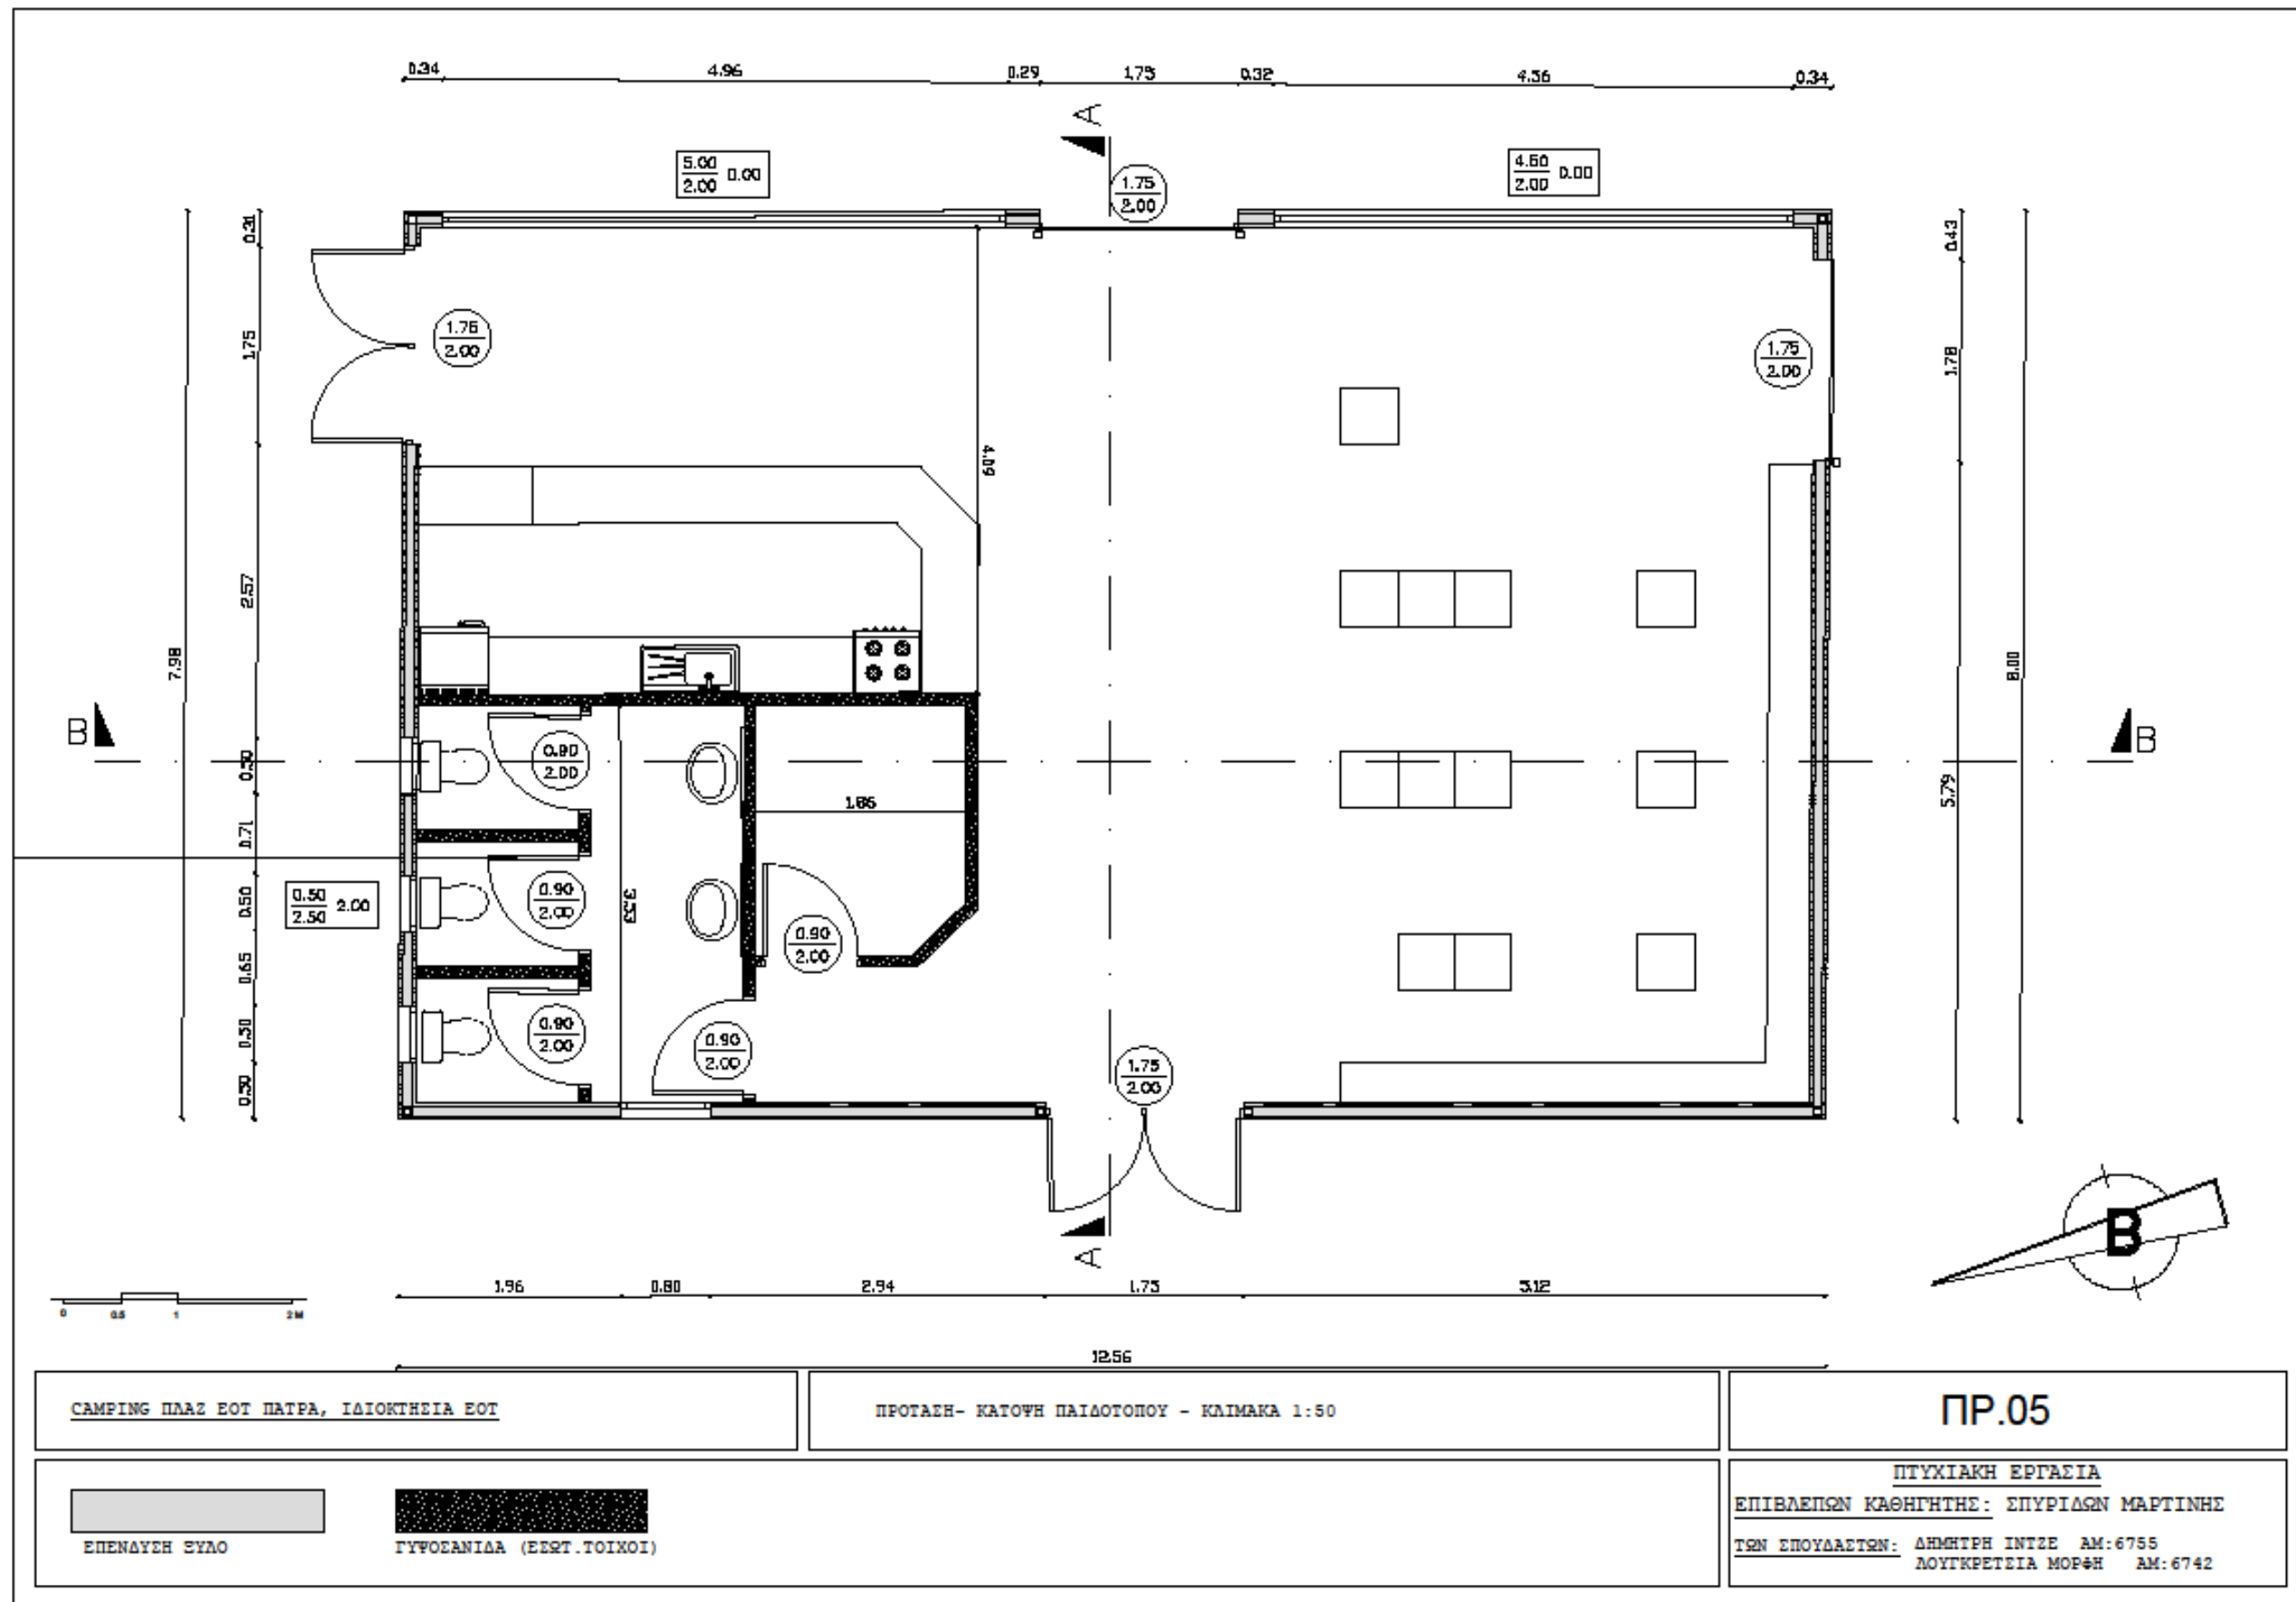 0.34 4.96 0.29 1.75 0.32 4.56 0.34
A
5.00 4.60
2.00 0.00 2.00 0.00
1.75
2.00
0.31
0.43
1.75
1.75
2.00
1.75
2.00
1.78
4.09
2.57
7.98
8.00
B B
0.50
0.90
2.00
5.79
1.86
0.71
0.50
2.50 2.00
0.50
0.90
2.00
3.53
0.90
2.00
0.65
0.50
0.90
2.00
0.90
2.00
1.75
2.00
0.50
A
B
1.96 0.80 2.94 1.75 5.12
0 0.5 1 2M
12.56
CAMPING ΠΛΑΖ ΕΟΤ ΠΑΤΡΑ, ΙΔΙΟΚΤΗΣΙΑ ΕΟΤ
ΠΡΟΤΑΣΗ- ΚΑΤΟΨΗ ΠΑΙΔΟΤΟΠΟΥ - ΚΛΙΜΑΚΑ 1:50
ΠΡ.05
ΕΠΕΝΔΥΣΗ ΞΥΛΟ
ΓΥΨΟΣΑΝΙΔΑ (ΕΣΩΤ.ΤΟΙΧΟΙ)
ΠΤΥΧΙΑΚΗ ΕΡΓΑΣΙΑ
ΕΠΙΒΛΕΠΩΝ ΚΑΘΗΓΗΤΗΣ: ΣΠΥΡΙΔΩΝ ΜΑΡΤΙΝΗΣ
ΤΩΝ ΣΠΟΥΔΑΣΤΩΝ: ΔΗΜΗΤΡΗ ΙΝΤΖΕ ΑΜ:6755
ΛΟΥΓΚΡΕΤΣΙΑ ΜΟΡΦΗ ΑΜ:6742